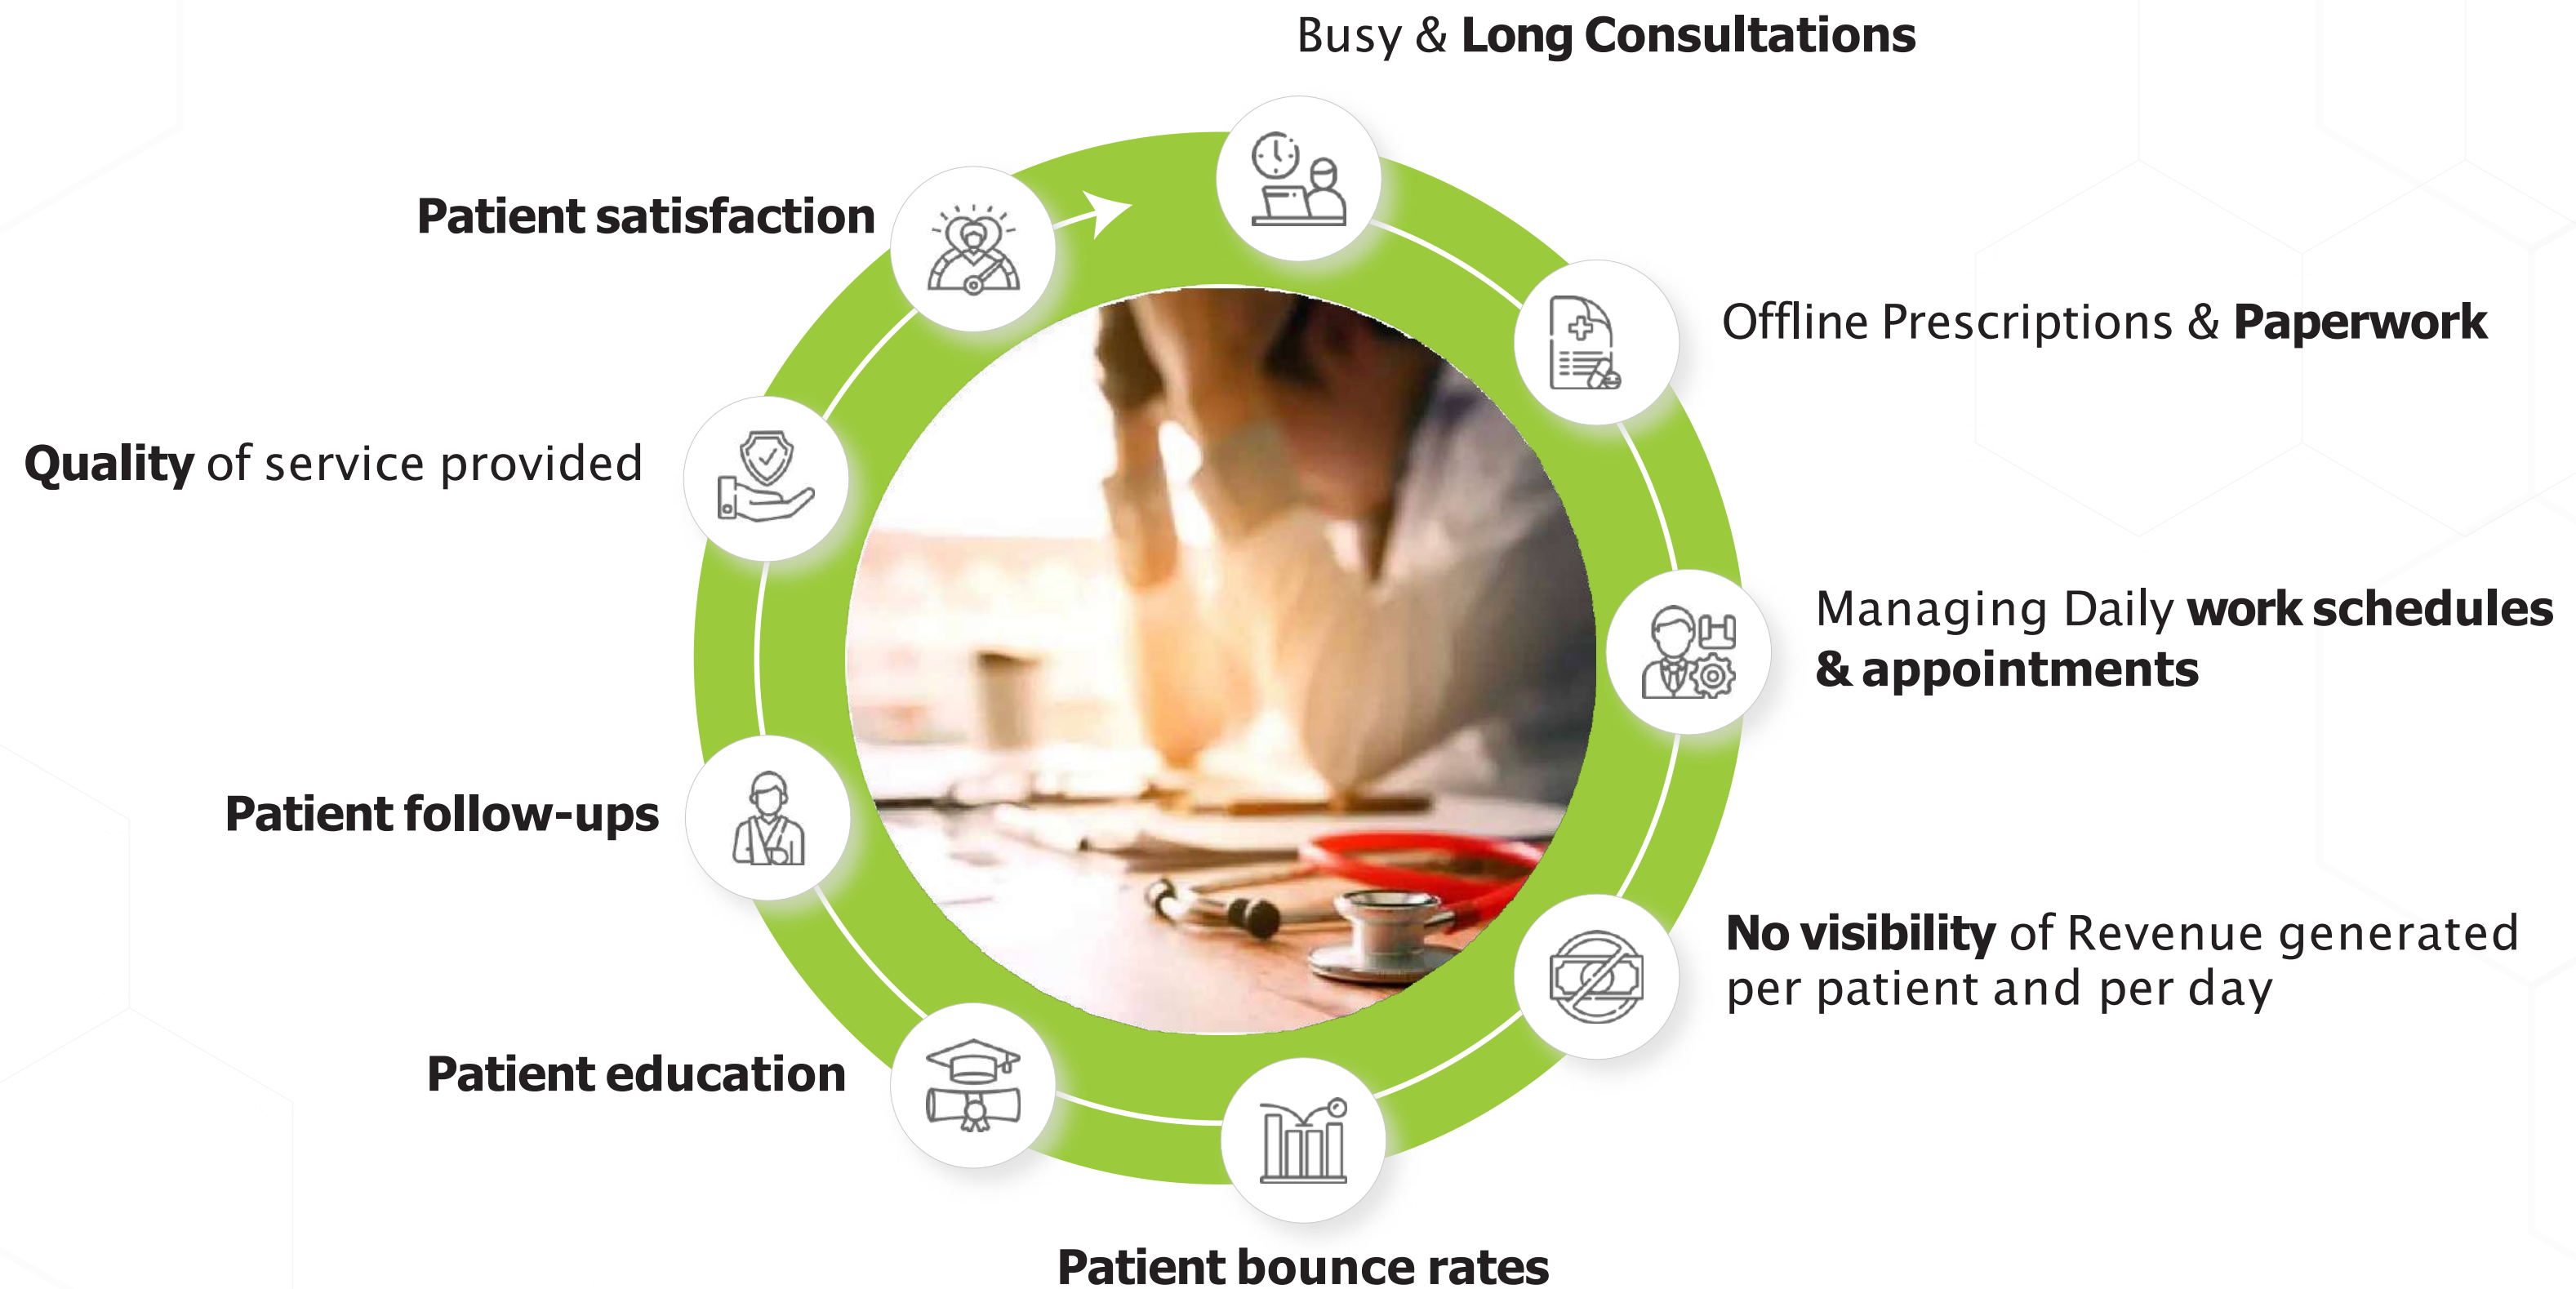 Busy & Long Consultations
Offline Prescriptions & Paperwork
Managing Daily work schedules
& appointments
No visibility of Revenue generated
per patient and per day
Patient bounce rates
Patient education
Patient follow-ups
Quality of service provided
Patient satisfaction